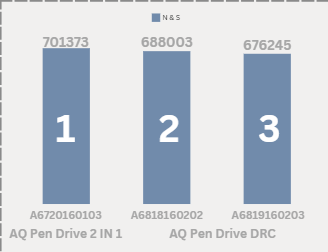 N & S
701373 688003 676245
1 2 3
A6720160103 A6818160202 A6819160203
AQ Pen Drive 2 IN 1 AQ Pen Drive DRC